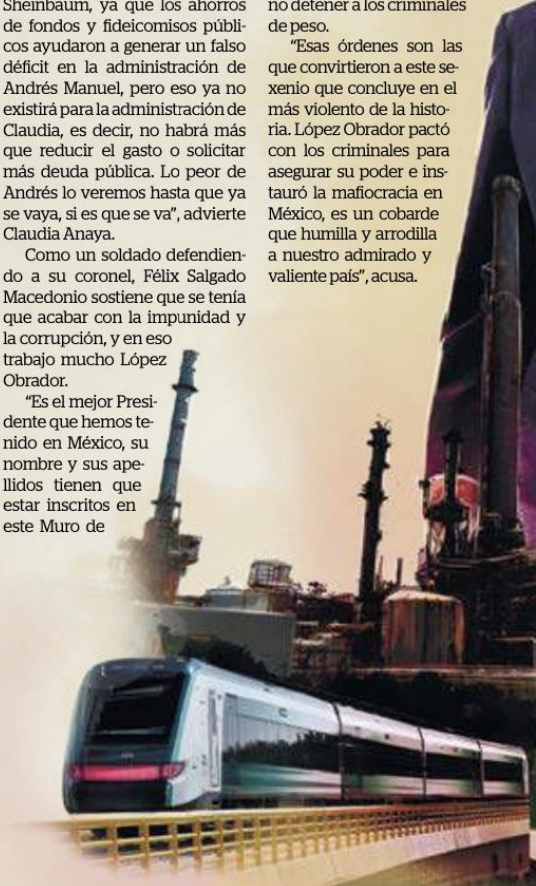 Sheinbaum, ya que los ahorros
de fondos y fideicomisos públi-
cos ayudaron a generar un falso
déficit en la administración de
Andrés Manuel, pero eso ya no
existirá para la administración de
Claudia, es decir, no habrá más
que reducir el gasto o solicitar
más deuda pública. Lo peor de
Andrés lo veremos hasta que ya
se vaya, si es que se va”, advierte
Claudia Anaya.
Como un soldado defendien-
do a su coronel, Félix Salgado
Macedonio sostiene que se tenía
que acabar con la impunidad y
la corrupción, y en eso
trabajo mucho López
Obrador.
“Es el mejor Presi-
dente que hemos te-
nido en México, su
nombre y sus ape-
llidos tienen que
estar inscritos en
este Muro de
no detener a los criminales
de peso.
“Esas órdenes son las
que convirtieron a este se-
xenio que concluye en el
más violento de la histo-
ria. López Obrador pactó
con los criminales para
asegurar su poder e ins-
tauró la mafiocracia en
México, es un cobarde
que humilla y arrodilla
a nuestro admirado y
valiente país”, acusa.